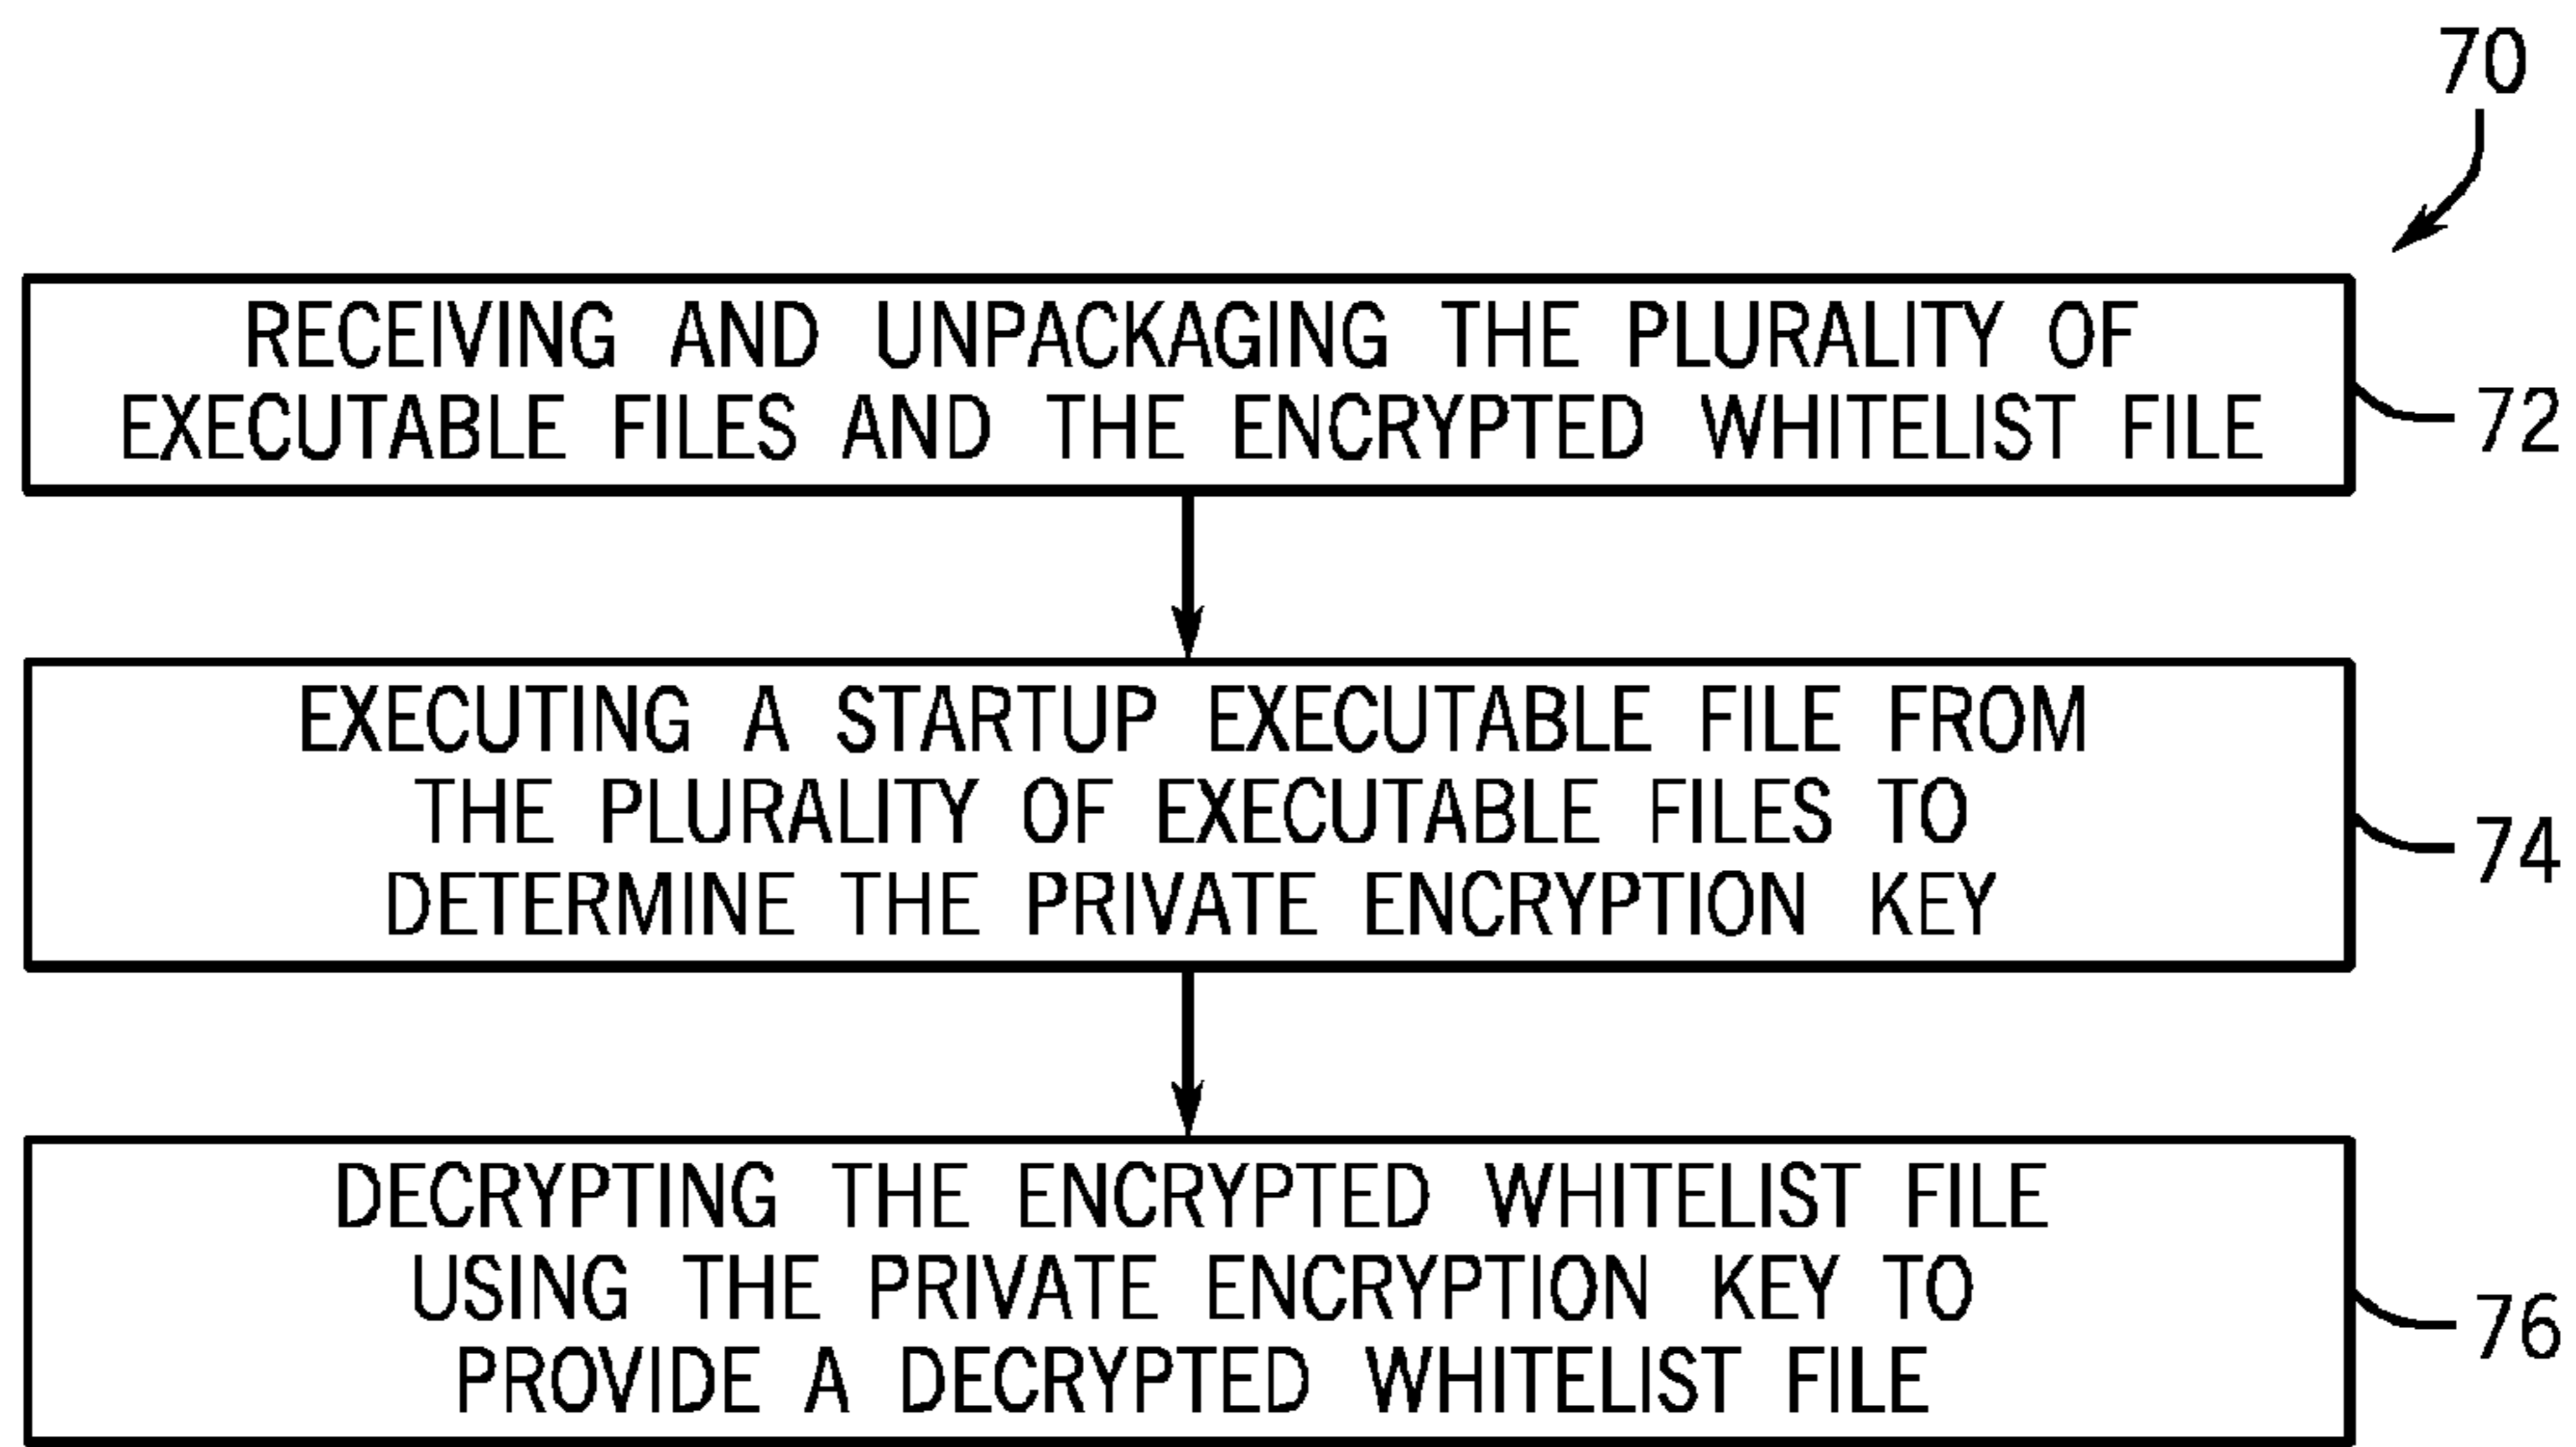 70
RECEIVING AND UNPACKAGING THE PLURALITY OF
EXECUTABLE FILES AND THE ENCRYPTED WHITELIST FILE
72
EXECUTING A STARTUP EXECUTABLE FILE FROM
THE PLURALITY OF EXECUTABLE FILES TO
DETERMINE THE PRIVATE ENCRYPTION KEY
74
DECRYPTING THE ENCRYPTED WHITELIST FILE
USING THE PRIVATE ENCRYPTION KEY TO
PROVIDE A DECRYPTED WHITELIST FILE
76